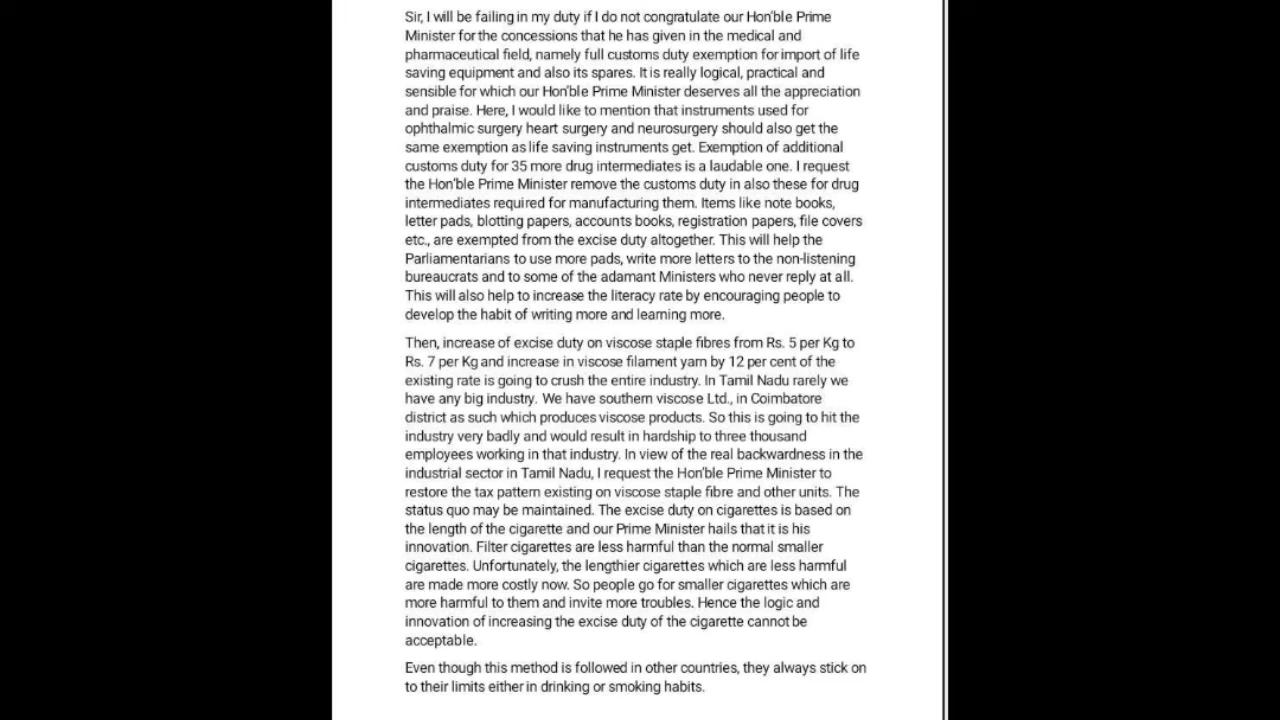 Sir, I will be failing in my duty if I do not congratulate our Hon'ble Prime
Minister for the concessions that he has given in the medical and
pharmaceutical field, namely full customs duty exemption for import of life
saving equipment and also its spares. It is really logical, practical and
sensible for which our Hon'ble Prime Minister deserves all the appreciation
and praise. Here, I would like to mention that instruments used for
ophthalmic surgery heart surgery and neurosurgery should also get the
same exemption as life saving instruments get. Exemption of additional
customs duty for 35 more drug intermediates is a laudable one. I request
the Hon'ble Prime Minister remove the customs duty in also these for drug
intermediates required for manufacturing them. Items like note books,
letter pads, blotting papers, accounts books, registration papers, file covers
etc., are exempted from the excise duty altogether. This will help the
Parliamentarians to use more pads, write more letters to the non-listening
bureaucrats and to some of the adamant Ministers who never reply at all.
This will also help to increase the literacy rate by encouraging people to
develop the habit of writing more and learning more.
Then, increase of excise duty on viscose staple fibres from Rs. 5 per Kg to
Rs. 7 per Kg and increase in viscose filament yarn by 12 per cent of the
existing rate is going to crush the entire industry. In Tamil Nadu rarely we
have any big industry. We have southern viscose Ltd., in Coimbatore
district as such which produces viscose products. So this is going to hit the
industry very badly and would result in hardship to three thousand
employees working in that industry. In view of the real backwardness in the
industrial sector in Tamil Nadu, I request the Hon'ble Prime Minister to
restore the tax pattern existing on viscose staple fibre and other units. The
status quo may be maintained. The excise duty on cigarettes is based on
the length of the cigarette and our Prime Minister hails that it is his
innovation. Filter cigarettes are less harmful than the normal smaller
cigarettes. Unfortunately, the lengthier cigarettes which are less harmful
are made more costly now. So people go for smaller cigarettes which are
more harmful to them and invite more troubles. Hence the logic and
innovation of increasing the excise duty of the cigarette cannot be
acceptable.
Even though this method is followed in other countries, they always stick on
to their limits either in drinking or smoking habits.